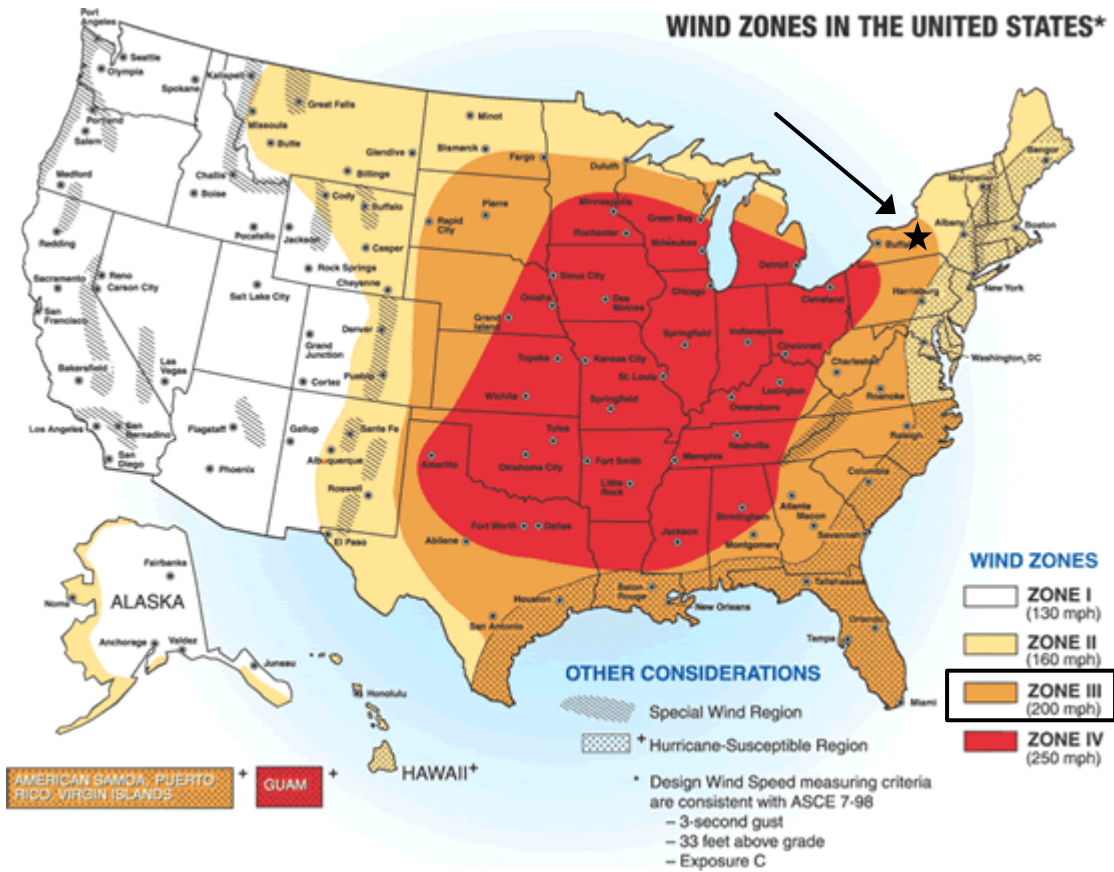 WIND ZONES IN THE UNITED STATES*
Port
Angeles
Seattle
Olympia
Spokane
Kalispell
Great Falls
Portland
Salem
Missoula
Butte
Glendive
Minot
Bismarck
Fargo
Duluth
Medford
Challis
Boise
Billings
Cody
Buffalo
Pierre
Rapid
City
Minneapolis
Rochester
Green Bay
Milwaukee
Bangor
Montpelier
Albany
Boston
Redding
Pocatello
Jackson
Casper
Rock Springs
Cheyenne
Sioux City
Omaha
Des
Moines
Chicago
Detroit
Cleveland
Harrisburg
New York
Sacramento
Reno
Carson City
San
Francisco
Salt Lake City
Grand
Island
Denver
Grand
Junction
Pueblo
Cortez
Topeka
Kansas City
Springfield
Indianapolis
Cincinnati
Charleston
Washington, DC
Bakersfield
Las
Vegas
Wichita
St. Louis
Springfield
Lexington
Owensboro
Roanoke
Raleigh
Los Angeles
San
Bernadino
San
Diego
Flagstaff
Phoenix
Gallup
Sante Fe
Albuquerque
Roswell
El Paso
Amarillo
Tulsa
Oklahoma City
Fort Smith
Little
Rock
Memphis
Nashville
Columbia
Atlanta
Macon
Savannah
Birmingham
Montgomery
Jackson
Fort Worth
Dallas
Abilene
San Antonio
Houston
Baton
Rouge
New Orleans
Tallahassee
Orlando
Tampa
Miami
Fairbanks
Nome
ALASKA
Anchorage
Valdez
Juneau
Honolulu
HAWAII+
AMERICAN SAMOA, PUERTO
RICO, VIRGIN ISLANDS
+
GUAM
+
OTHER CONSIDERATIONS
Special Wind Region
+ Hurricane-Susceptible Region
* Design Wind Speed measuring criteria
are consistent with ASCE 7-98
– 3-second gust
– 33 feet above grade
– Exposure C
WIND ZONES
ZONE I
(130 mph)
ZONE II
(160 mph)
ZONE III
(200 mph)
ZONE IV
(250 mph)